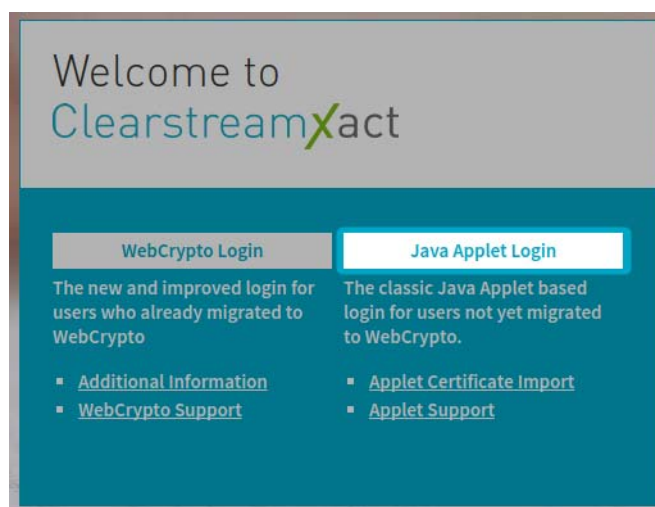 Welcome to
ClearstreamXact
WebCrypto Login
The new and improved login for
users who already migrated to
WebCrypto
Additional Information
WebCrypto Support
Java Applet Login
The classic Java Applet based
login for users not yet migrated
to WebCrypto.
Applet Certificate Import
Applet Support